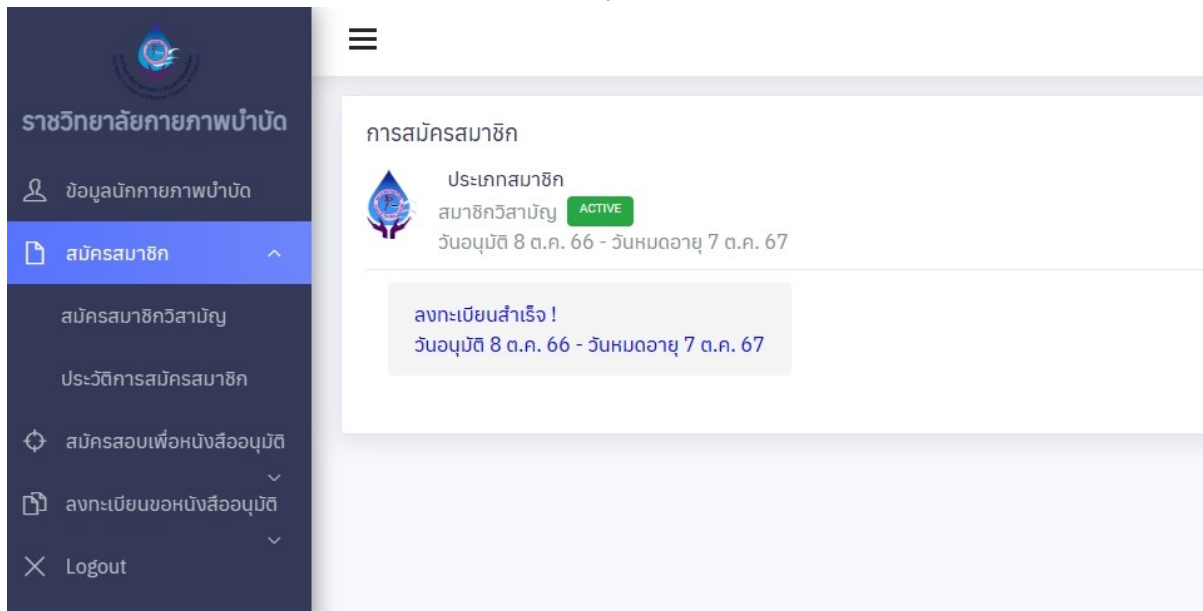 ราชวิทยาลัยกายภาพบำบัด
ข้อมูลนักกายภาพบำบัด
สมัครสมาชิก
สมัครสมาชิกวิสามัญ
ประวัติการสมัครสมาชิก
สมัครสอบเพื่อหนังสืออนุมัติ
ลงทะเบียนขอหนังสืออนุมัติ
Logout
การสมัครสมาชิก
ประเภทสมาชิก
สมาชิกวิสามัญ ACTIVE
วันอนุมัติ 8 ต.ค. 66 - วันหมดอายุ 7 ต.ค. 67
ลงทะเบียนสำเร็จ !
วันอนุมัติ 8 ต.ค. 66 - วันหมดอายุ 7 ต.ค. 67